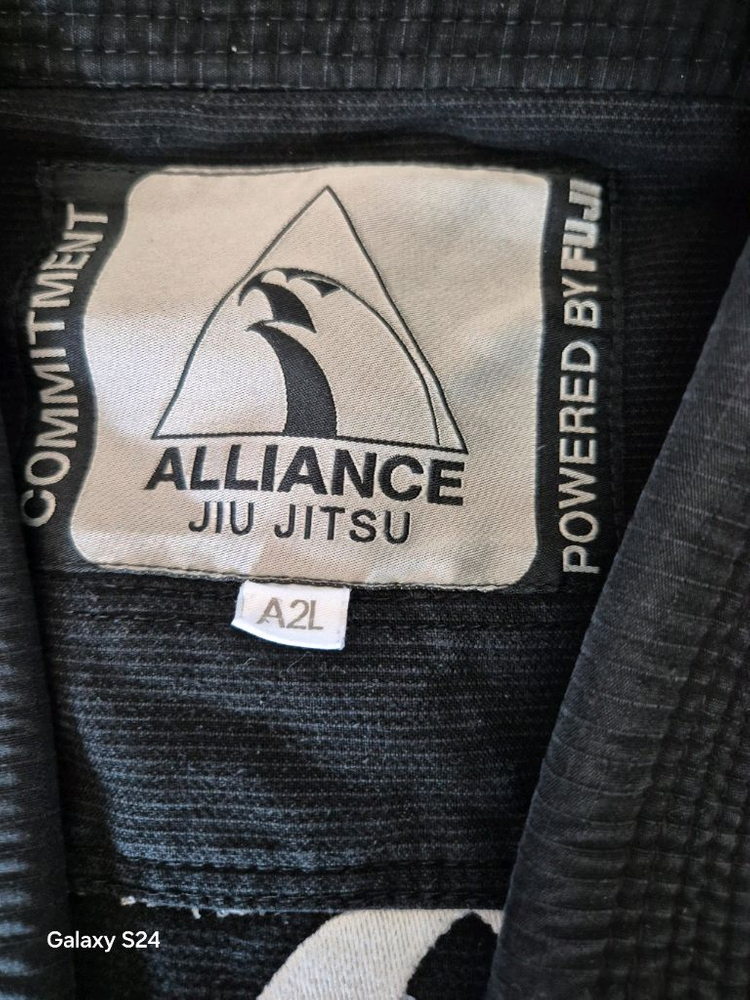 COMMITMENT
ALLIANCE
JIU JITSU
POWERED BY FUJI
A2L
Galaxy S24